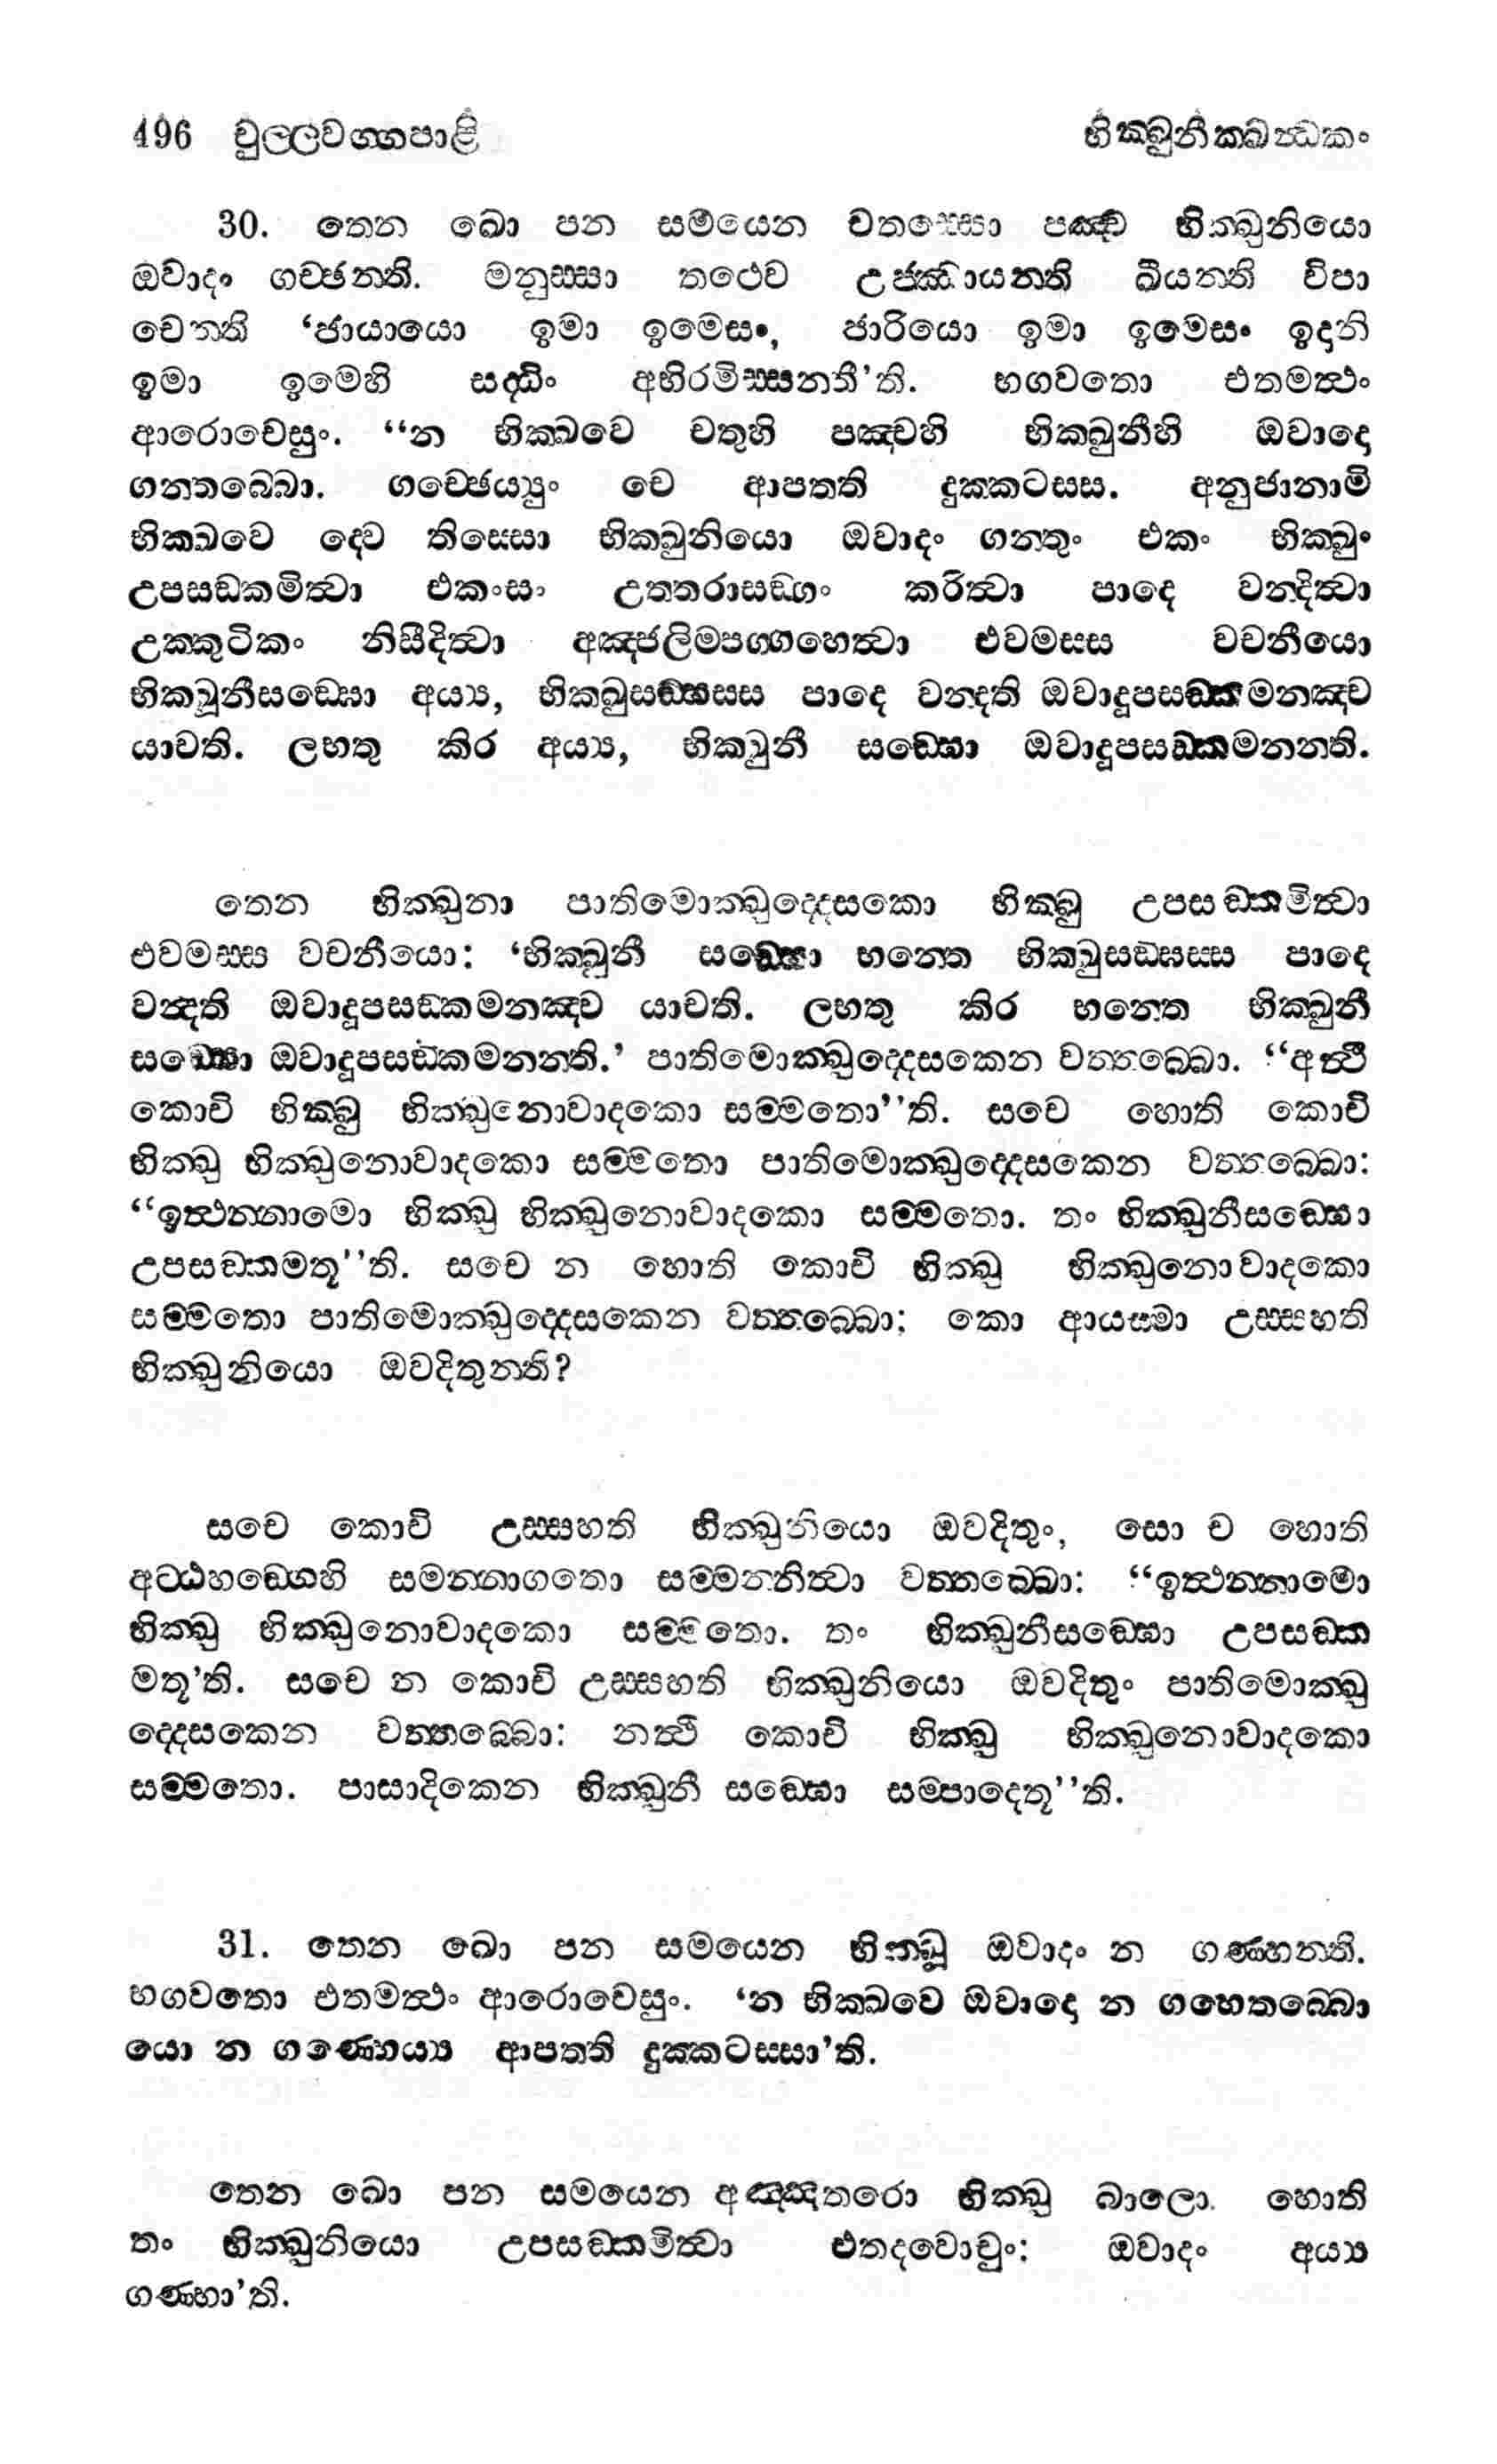 496 චුල්ලවග්ගපාළි භික්ඛුනීක්ඛන්ධකං
30. තෙන ඛො පන සමයෙන චතස්සො පඤ්ච භික්ඛුනියො
ඔවාදං ගච්ඡන්ති. මනුස්සා තථෙව උජ්ඣායන්ති ඛීයන්ති විපා
චෙන්ති ‘ජායායො ඉමා ඉමෙසං, ජාරියො ඉමා ඉමෙසං ඉදානි
ඉමා ඉමෙහි සද්ධිං අභිරමිස්සන්තී’ති. භගවතො එතමත්ථං
ආරොචෙසුං. “න භික්ඛවෙ චතුහි පඤ්චහි භික්ඛුනීහි ඔවාදො
ගන්තබ්බො. ගච්ඡෙය්‍යුං චෙ ආපත්ති දුක්කටස්ස. අනුජානාමි
භික්ඛවෙ ද්වෙ තිස්සො භික්ඛුනියො ඔවාදං ගන්තුං එකං භික්ඛුං
උපසඞ්කමිත්වා එකංසං උත්තරාසඞ්ගං කරිත්වා පාදෙ වන්දිත්වා
උක්කුටිකං නිසීදිත්වා අඤ්ජලිම්පග්ගහෙත්වා එවමස්ස වචනීයො
භික්ඛූනීසඞ්ඝො අය්‍ය, භික්ඛුසඞ්ඝස්ස පාදෙ වන්දති ඔවාදූපසඞ්කමනඤ්ච
යාචති. ලභතු කිර අය්‍ය, භික්ඛුනී සඞ්ඝො ඔවාදූපසඞ්කමනන්ති.
තෙන භික්ඛුනා පාතිමොක්ඛුද්දෙසකො භික්ඛු උපසඞ්කමිත්වා
එවමස්ස වචනීයො: ‘භික්ඛුනී සඞ්ඝො භන්තෙ භික්ඛුසඞ්ඝස්ස පාදෙ
වන්දති ඔවාදූපසඞ්කමනඤ්ච යාචති. ලභතු කිර භන්තෙ භික්ඛුනී
සඞ්ඝො ඔවාදූපසඞ්කමනන්ති.’ පාතිමොක්ඛුද්දෙසකෙන වත්තබ්බො. “අත්ථි
කොචි භික්ඛු භික්ඛුනොවාදකො සම්මතො”ති. සචෙ හොති කොචි
භික්ඛු භික්ඛුනොවාදකො සම්මතො පාතිමොක්ඛුද්දෙසකෙන වත්තබ්බො:
“ඉත්ථන්නාමො භික්ඛු භික්ඛුනොවාදකො සම්මතො. තං භික්ඛුනීසඞ්ඝො
උපසඞ්කමතූ”ති. සචෙ න හොති කොචි භික්ඛු භික්ඛුනොවාදකො
සම්මතො පාතිමොක්ඛුද්දෙසකෙන වත්තබ්බො; කො ආයස්මා උස්සහති
භික්ඛුනියො ඔවදිතුන්ති?
සචෙ කොචි උස්සහති භික්ඛුනියො ඔවදිතුං, සො ච හොති
අට්ඨහඞ්ගෙහි සමන්නාගතො සම්මන්නිත්වා වත්තබ්බො: “ඉත්ථන්නාමො
භික්ඛු භික්ඛුනොවාදකො සම්මතො. තං භික්ඛුනීසඞ්ඝො උපසඞ්ක
මතූ’ති. සචෙ න කොචි උස්සහති භික්ඛුනියො ඔවදිතුං පාතිමොක්ඛු
ද්දෙසකෙන වත්තබ්බො: නත්ථි කොචි භික්ඛු භික්ඛුනොවාදකො
සම්මතො. පාසාදිකෙන භික්ඛුනී සඞ්ඝො සම්පාදෙතූ”ති.
31. තෙන ඛො පන සමයෙන භික්ඛූ ඔවාදං න ගණ්හන්ති.
භගවතො එතමත්ථං ආරොචෙසුං. ‘න භික්ඛවෙ ඔවාදො න ගහෙතබ්බො
යො න ගණ්හෙය්‍ය ආපත්ති දුක්කටස්සා’ති.
තෙන ඛො පන සමයෙන අඤ්ඤතරො භික්ඛු බාලො හොති
තං භික්ඛුනියො උපසඞ්කමිත්වා එතදවොචුං: ඔවාදං අය්‍ය
ගණ්හා’ති.